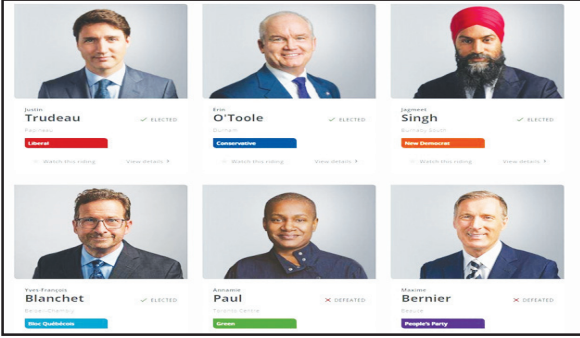 Justin
Trudeau
✓ ELECTED
Papineau
Liberal
Watch this riding
View details >
Erin
O'Toole
✓ ELECTED
Durham
Conservative
Watch this riding
View details >
Jagmeet
Singh
✓ ELECTED
Burnaby South
New Democrat
Watch this riding
View details >
Yves-François
Blanchet
✓ ELECTED
Beloeil-Chambly
Bloc Québécois
Annamie
Paul
✕ DEFEATED
Toronto Centre
Green
Maxime
Bernier
✕ DEFEATED
Beauce
People's Party